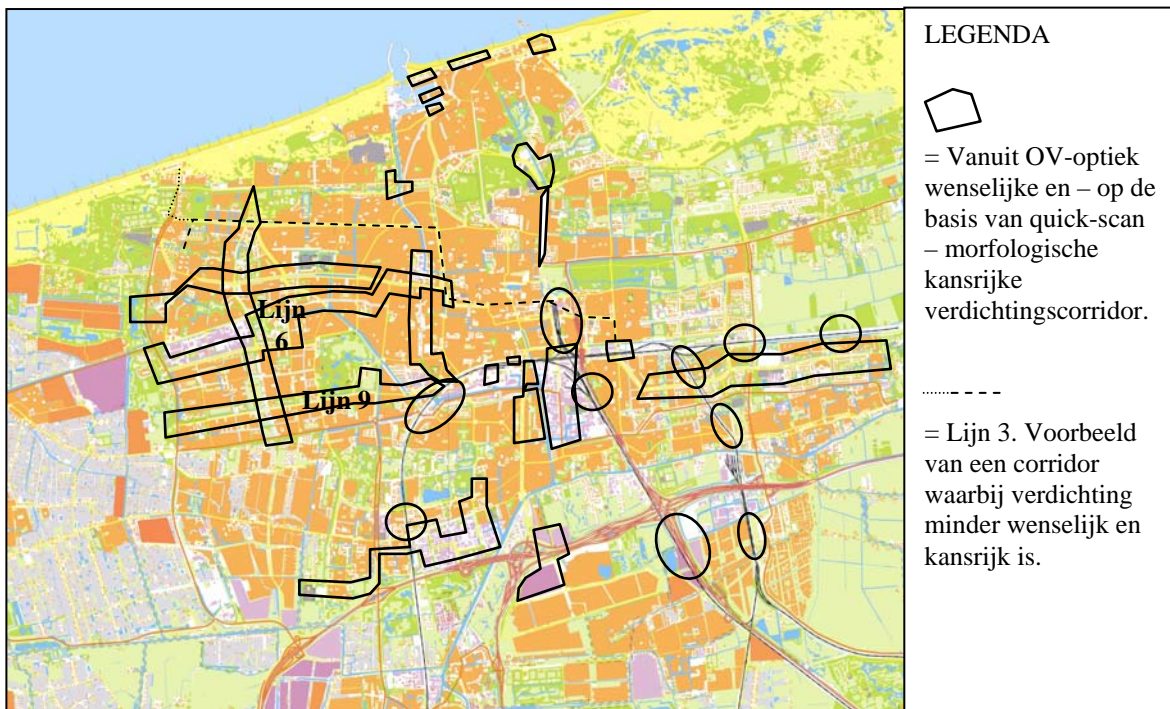 Lijn
6
Lijn 9
LEGENDA
= Vanuit OV-optiek
wenselijke en – op de
basis van quick-scan
– morfologische
kansrijke
verdichtingscorridor.
= Lijn 3. Voorbeeld
van een corridor
waarbij verdichting
minder wenselijk en
kansrijk is.